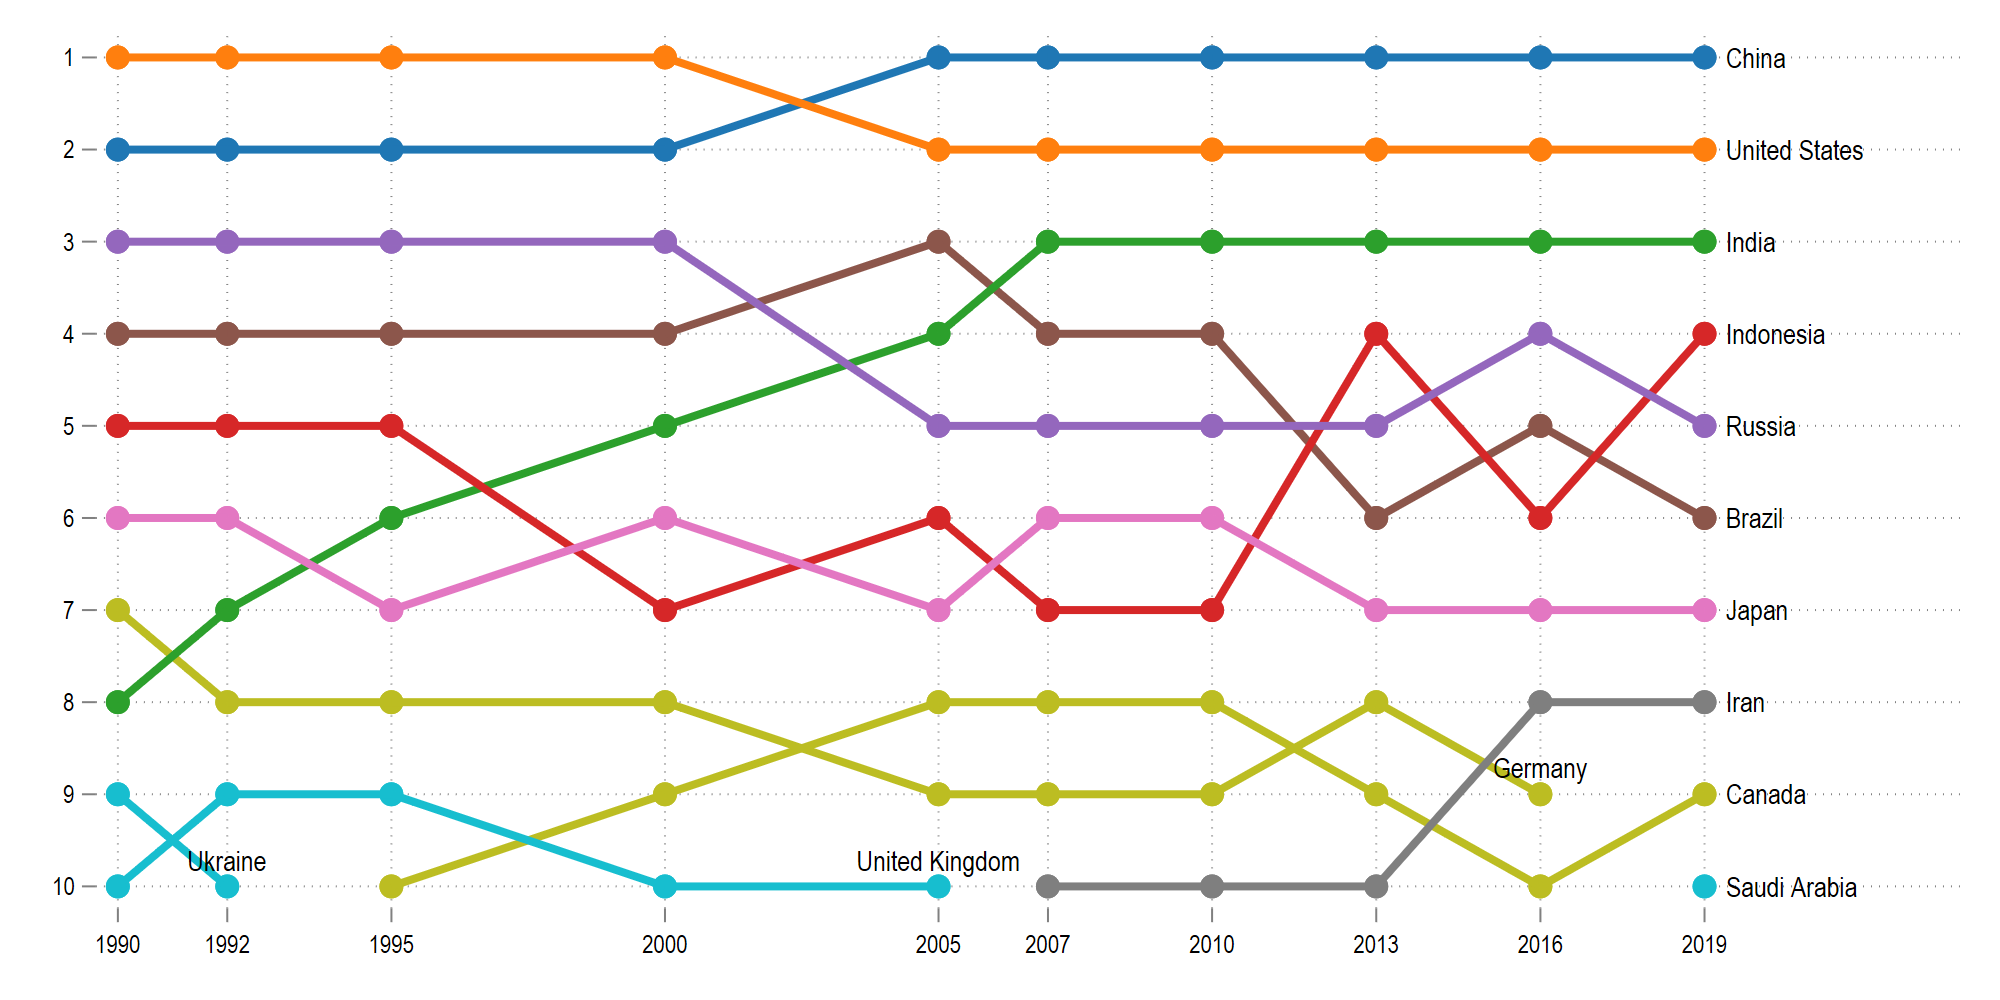 1
China
2
United States
3
India
4
Indonesia
5
Russia
6
Brazil
7
Japan
8
Iran
Germany
9
Canada
Ukraine
United Kingdom
10
Saudi Arabia
1990 1992 1995 2000 2005 2007 2010 2013 2016 2019